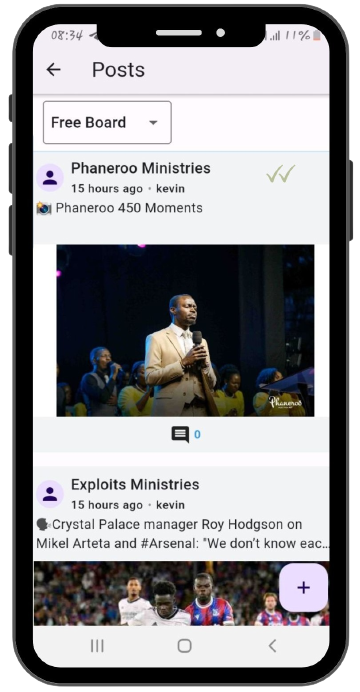 08:34
11%
Posts
Free Board
Phaneroo Ministries
15 hours ago · kevin
📸 Phaneroo 450 Moments
Phaneroo
0
Exploits Ministries
15 hours ago · kevin
🗣Crystal Palace manager Roy Hodgson on
Mikel Arteta and #Arsenal: "We don't know eac...
+